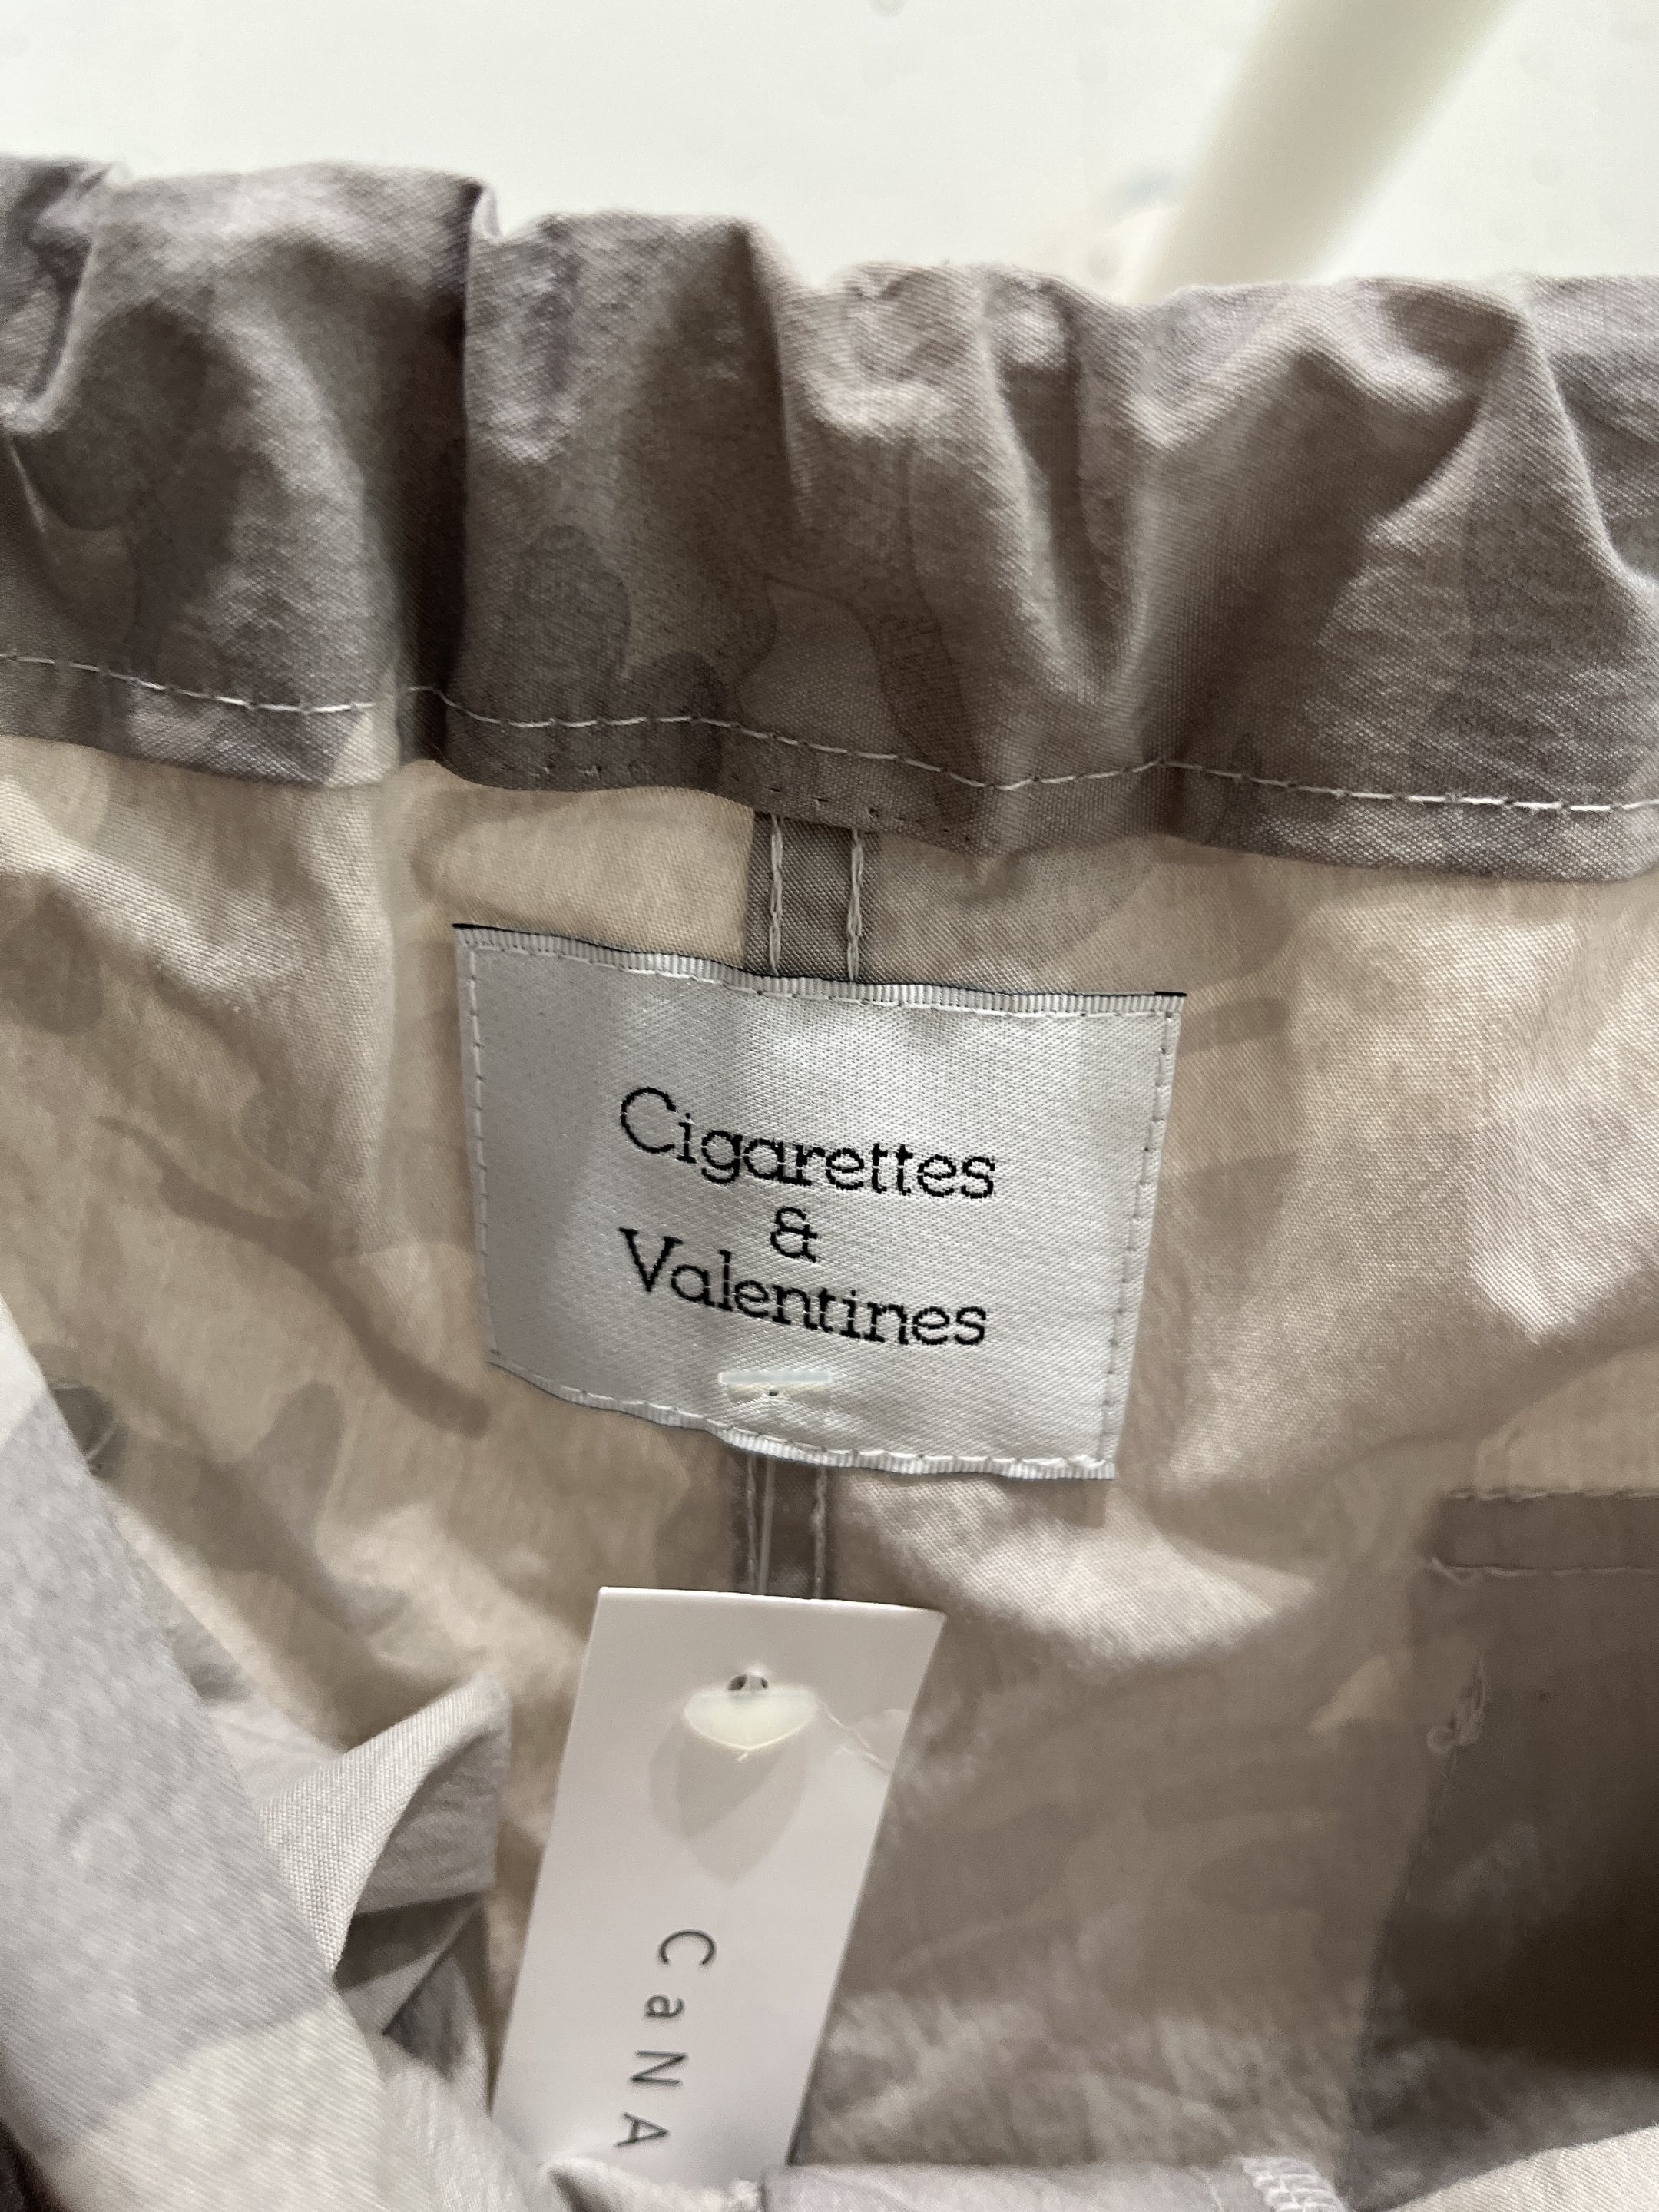 Cigarettes
&
Valentines
CaNA